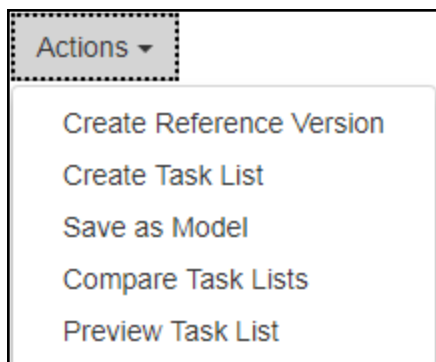 Actions
Create Reference Version
Create Task List
Save as Model
Compare Task Lists
Preview Task List